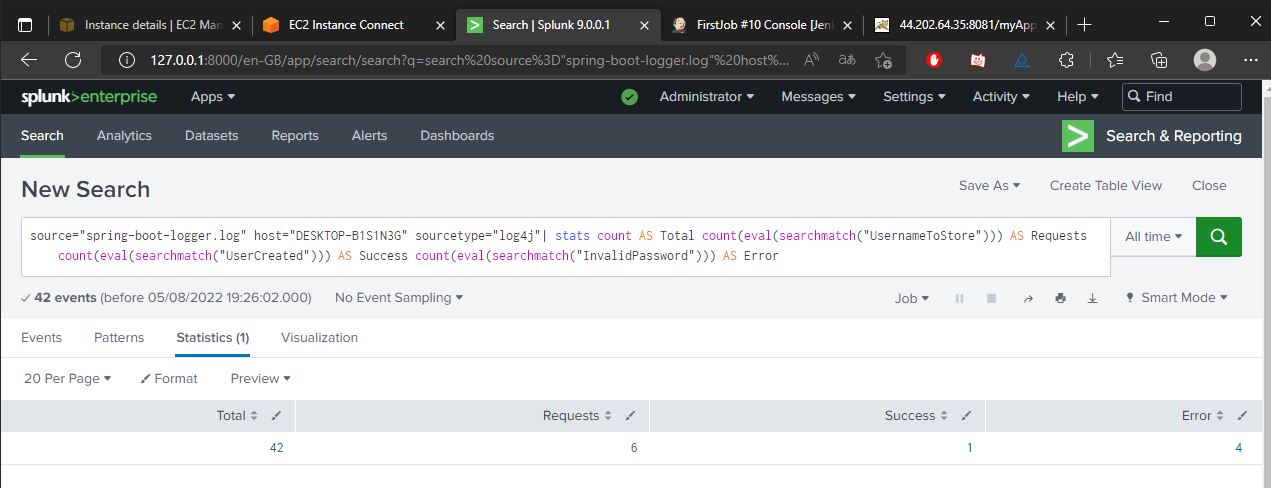 Instance details | EC2 Man
EC2 Instance Connect
Search | Splunk 9.0.0.1
FirstJob #10 Console [Jenk
44.202.64.35:8081/myApp
127.0.0.1:8000/en-GB/app/search/search?q=search%20source%3D"spring-boot-logger.log"%20host%...
splunk>enterprise Apps Administrator Messages Settings Activity Help Find
Search Analytics Datasets Reports Alerts Dashboards Search & Reporting
New Search Save As Create Table View Close
source="spring-boot-logger.log" host="DESKTOP-B1S1N3G" sourcetype="log4j"| stats count AS Total count(eval(searchmatch("UsernameToStore"))) AS Requests
count(eval(searchmatch("UserCreated"))) AS Success count(eval(searchmatch("InvalidPassword"))) AS Error
All time
42 events (before 05/08/2022 19:26:02.000) No Event Sampling Job Smart Mode
Events Patterns Statistics (1) Visualization
20 Per Page Format Preview
Total Requests Success Error
42 6 1 4